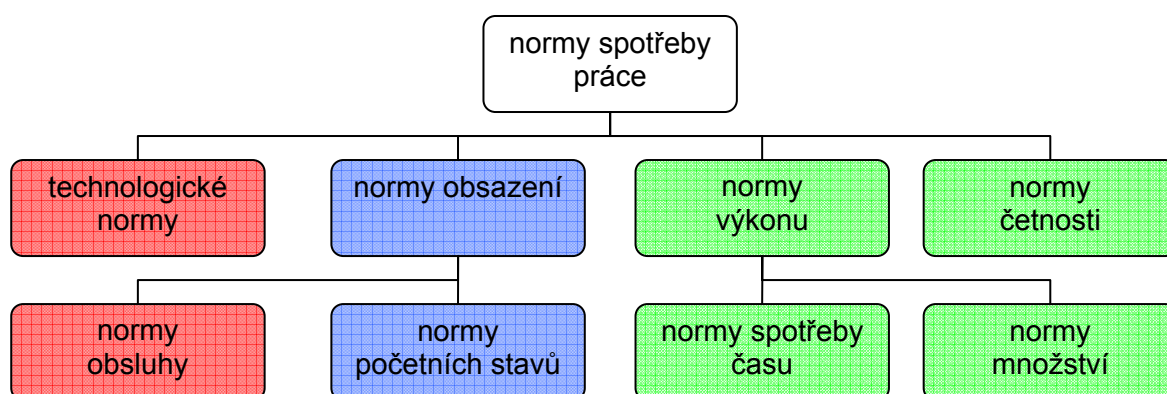 normy spotřeby
práce
technologické
normy
normy obsazení
normy
výkonu
normy
četnosti
normy
obsluhy
normy
početních stavů
normy spotřeby
času
normy
množství